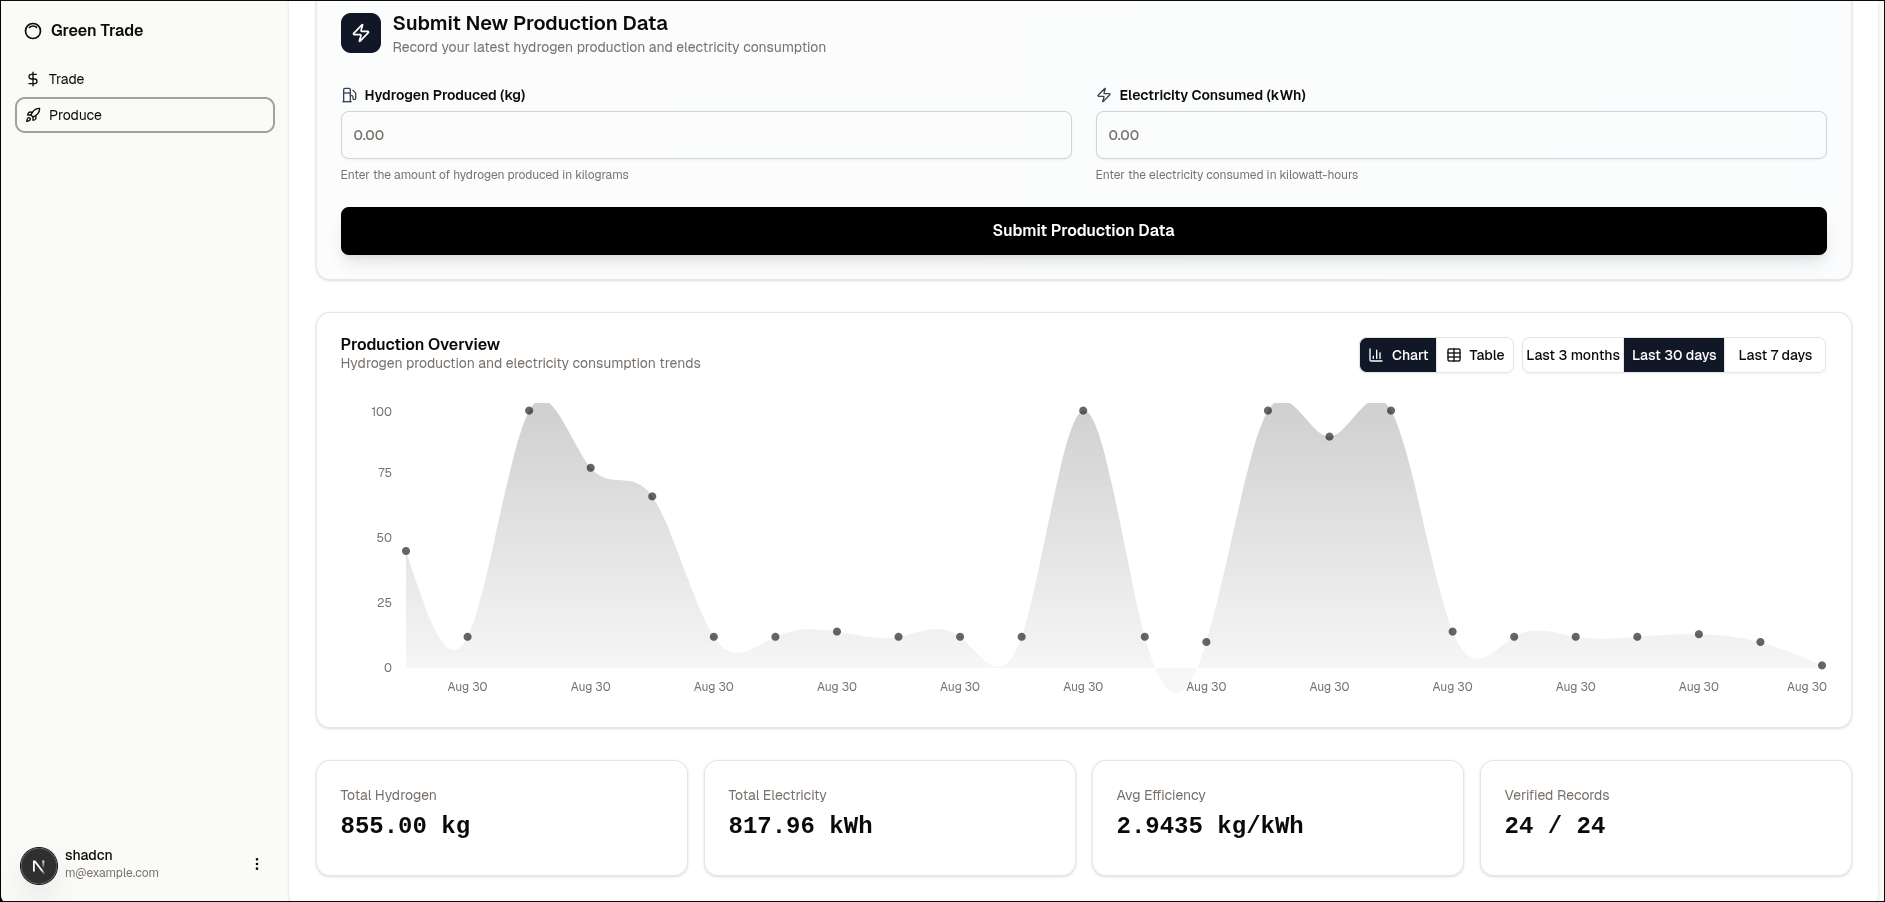 Green Trade
Trade
Produce
Submit New Production Data
Record your latest hydrogen production and electricity consumption
Hydrogen Produced (kg)
0.00
Enter the amount of hydrogen produced in kilograms
Electricity Consumed (kWh)
0.00
Enter the electricity consumed in kilowatt-hours
Submit Production Data
Production Overview
Hydrogen production and electricity consumption trends
Chart
Table
Last 3 months
Last 30 days
Last 7 days
100
75
50
25
0
Aug 30
Aug 30
Aug 30
Aug 30
Aug 30
Aug 30
Aug 30
Aug 30
Aug 30
Aug 30
Aug 30
Aug 30
Total Hydrogen
855.00 kg
Total Electricity
817.96 kWh
Avg Efficiency
2.9435 kg/kWh
Verified Records
24 / 24
N
shadcn
m@example.com